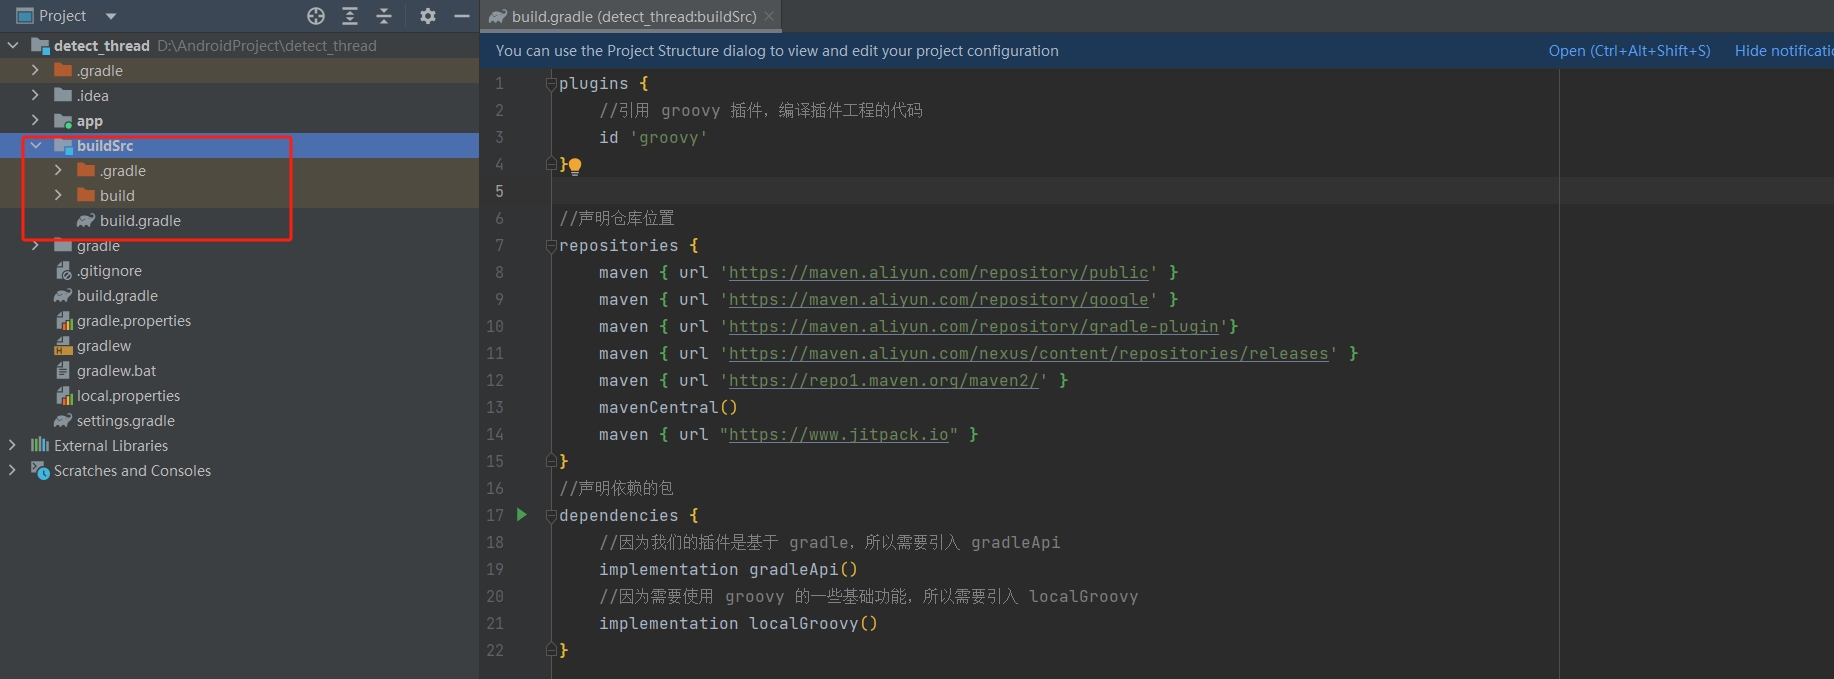 Project
detect_thread D:\AndroidProject\detect_thread
.gradle
.idea
app
buildSrc
.gradle
build
build.gradle
gradle
.gitignore
build.gradle
gradle.properties
gradlew
gradlew.bat
local.properties
settings.gradle
External Libraries
Scratches and Consoles
build.gradle (detect_thread:buildSrc)
You can use the Project Structure dialog to view and edit your project configuration Open (Ctrl+Alt+Shift+S) Hide notificatio
1 plugins {
2 //引用 groovy 插件，编译插件工程的代码
3 id 'groovy'
4 }
5
6 //声明仓库位置
7 repositories {
8 maven { url 'https://maven.aliyun.com/repository/public' }
9 maven { url 'https://maven.aliyun.com/repository/google' }
10 maven { url 'https://maven.aliyun.com/repository/gradle-plugin'}
11 maven { url 'https://maven.aliyun.com/nexus/content/repositories/releases' }
12 maven { url 'https://repo1.maven.org/maven2/' }
13 mavenCentral()
14 maven { url "https://www.jitpack.io" }
15 }
16 //声明依赖的包
17 dependencies {
18 //因为我们的插件是基于 gradle，所以需要引入 gradleApi
19 implementation gradleApi()
20 //因为需要使用 groovy 的一些基础功能，所以需要引入 localGroovy
21 implementation localGroovy()
22 }